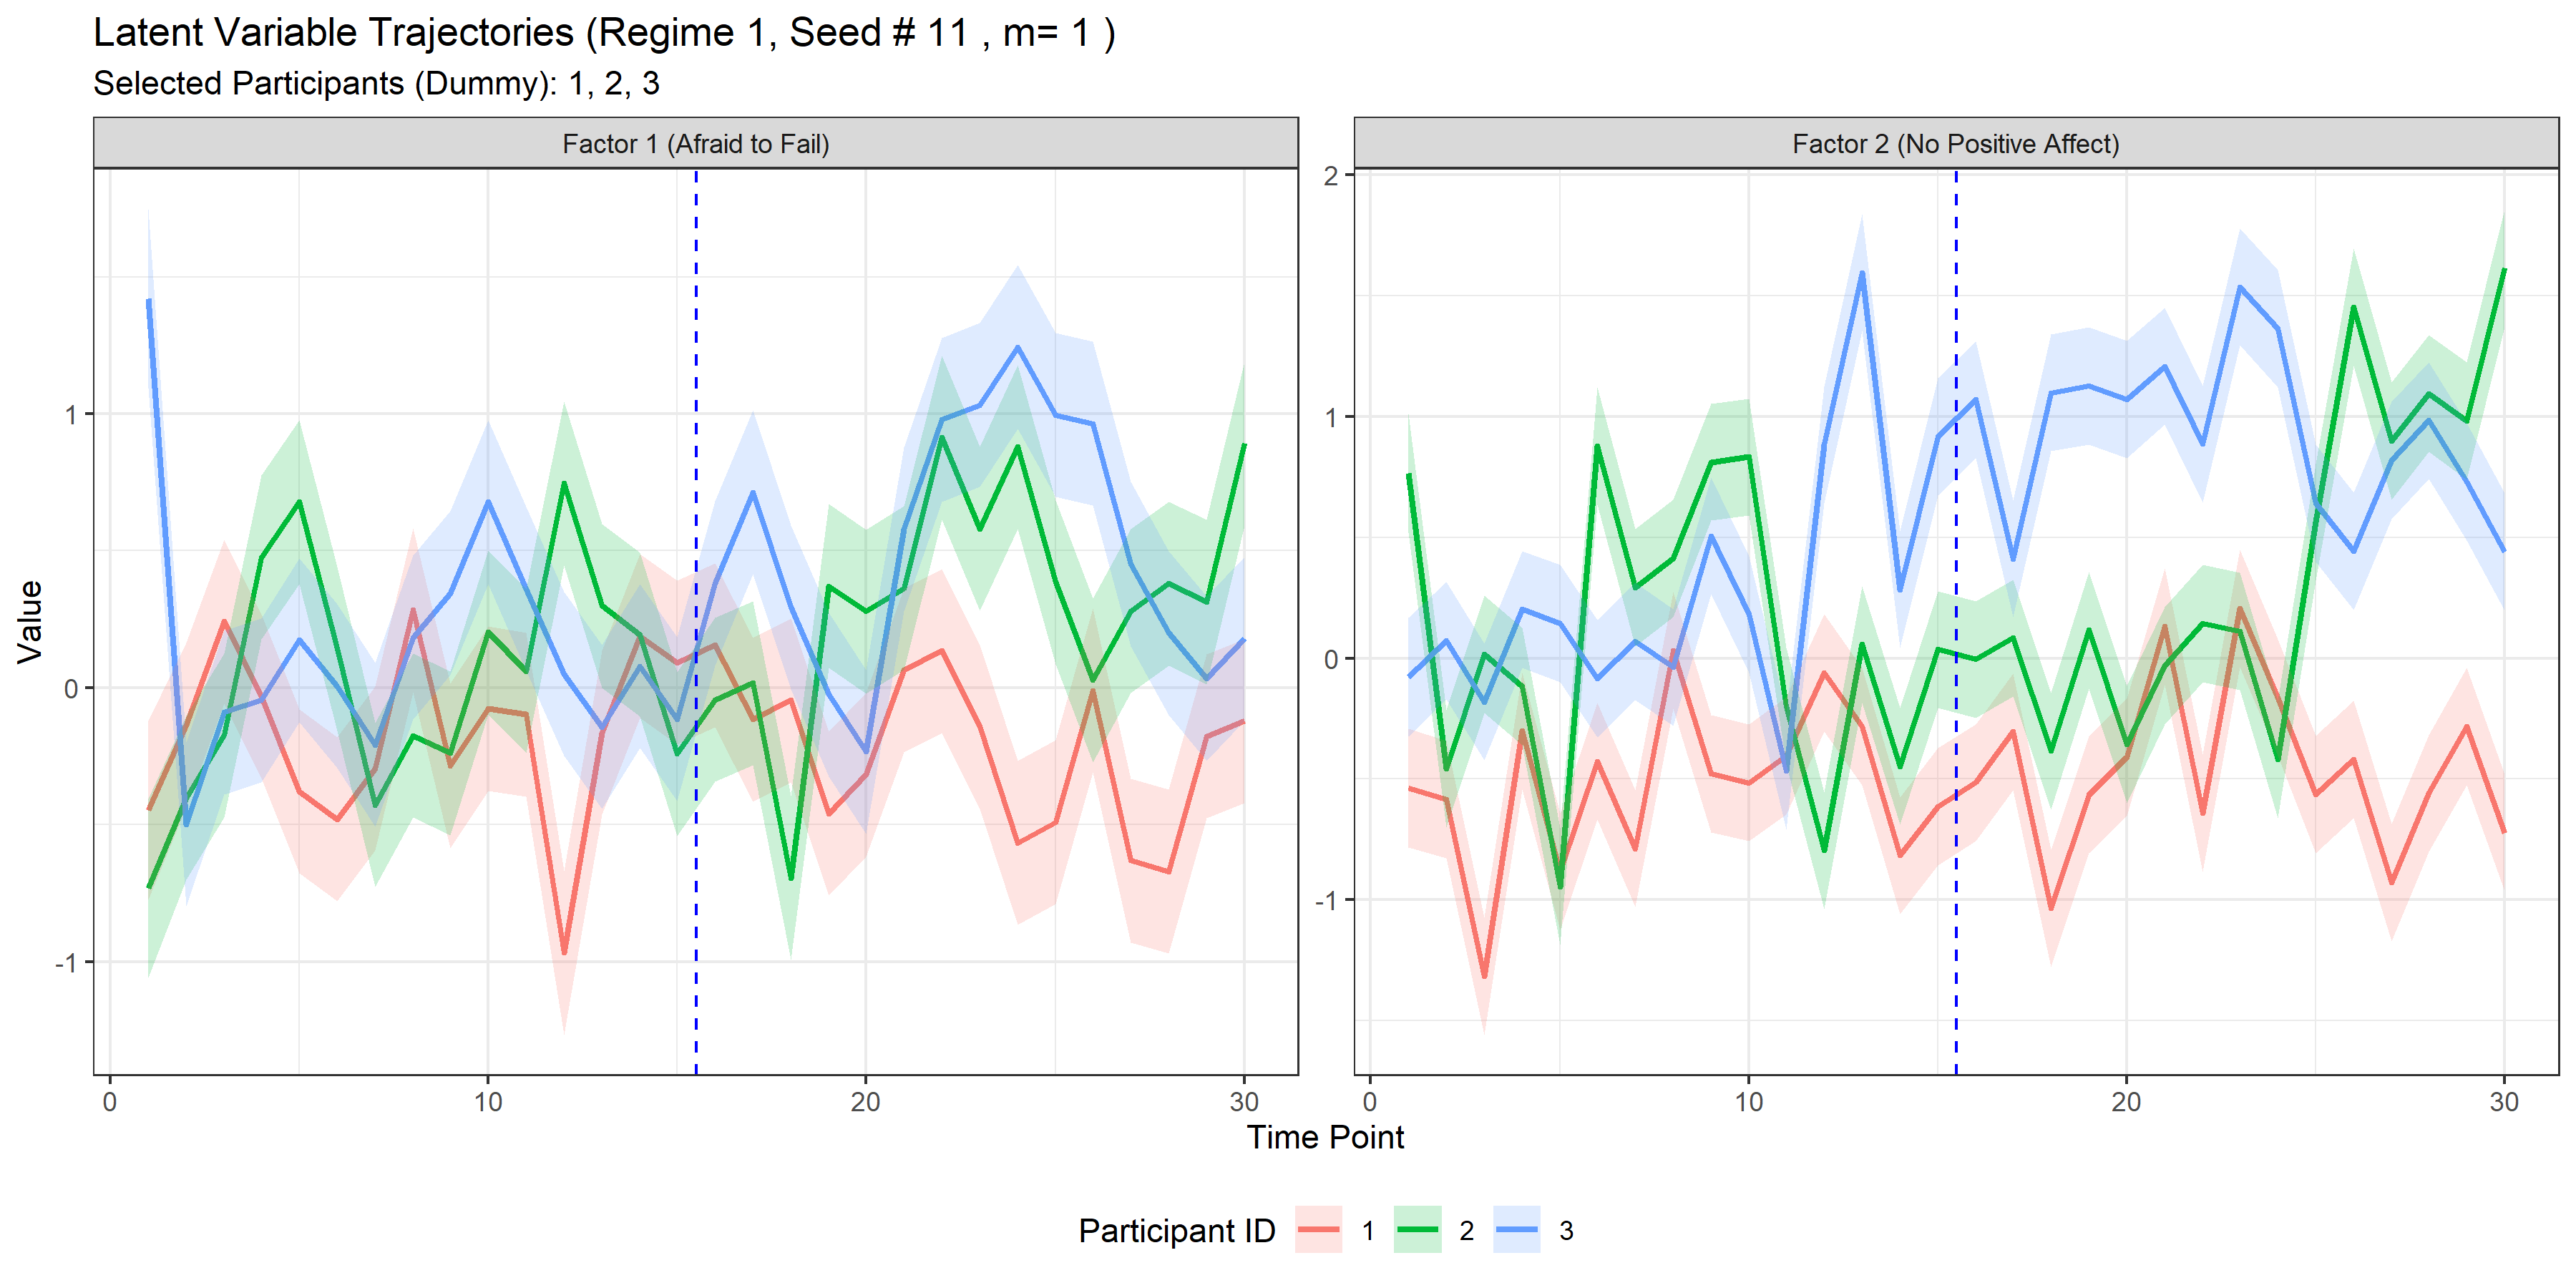 Latent Variable Trajectories (Regime 1, Seed # 11 , m= 1 )
Selected Participants (Dummy): 1, 2, 3
Factor 1 (Afraid to Fail)
Factor 2 (No Positive Affect)
Value
1
0
-1
2
1
0
-1
0 10 20 30
0 10 20 30
Time Point
Participant ID 1 2 3